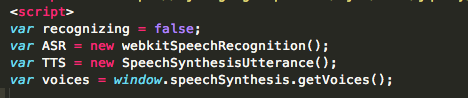 <script>
var recognizing = false;
var ASR = new webkitSpeechRecognition();
var TTS = new SpeechSynthesisUtterance();
var voices = window.speechSynthesis.getVoices();